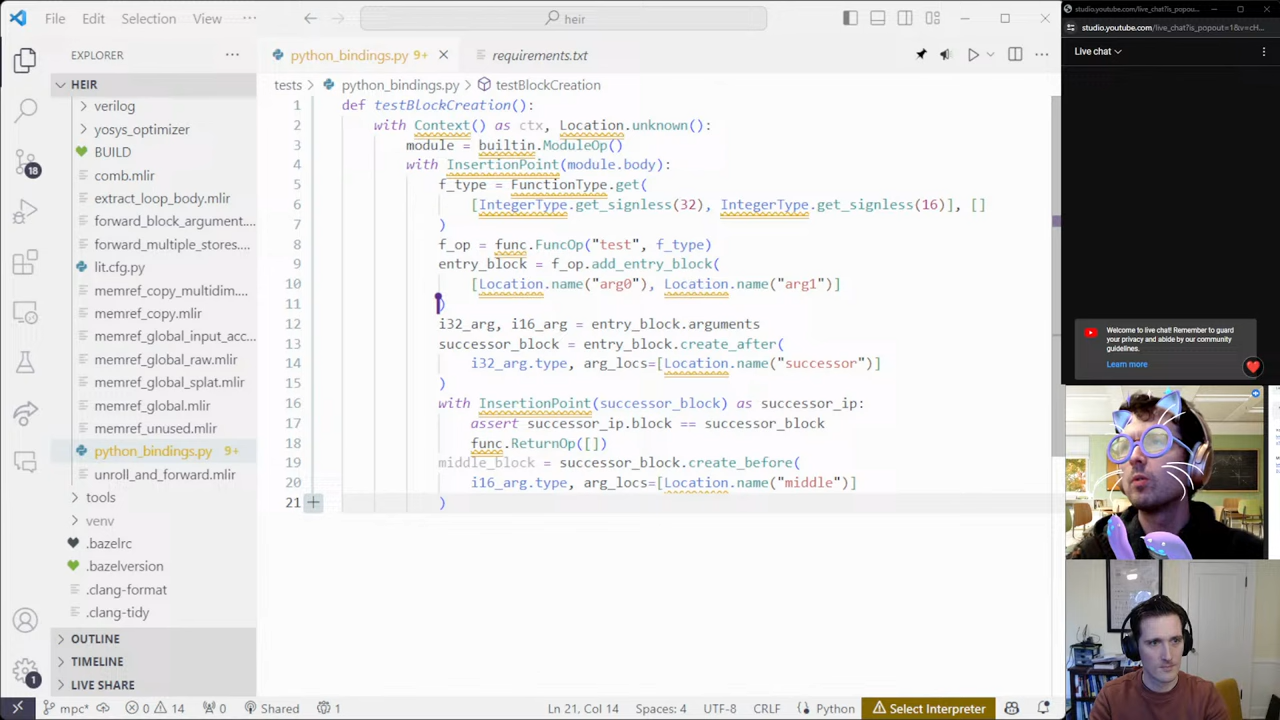 File Edit Selection View
heir
studio.youtube.com/live_chat?is_popou...
studio.youtube.com/live_chat?is_popout=1&v=cH...
Live chat
EXPLORER
python_bindings.py 9+
requirements.txt
HEIR
tests > python_bindings.py > testBlockCreation
verilog
yosys_optimizer
BUILD
comb.mlir
extract_loop_body.mlir
forward_block_argument....
forward_multiple_stores....
lit.cfg.py
memref_copy_multidim....
memref_copy.mlir
memref_global_input_acc...
memref_global_raw.mlir
memref_global_splat.mlir
memref_global.mlir
memref_unused.mlir
python_bindings.py 9+
unroll_and_forward.mlir
tools
venv
.bazelrc
.bazelversion
.clang-format
.clang-tidy
OUTLINE
TIMELINE
LIVE SHARE
18
1
1 def testBlockCreation():
2 with Context() as ctx, Location.unknown():
3 module = builtin.ModuleOp()
4 with InsertionPoint(module.body):
5 f_type = FunctionType.get(
6 [IntegerType.get_signless(32), IntegerType.get_signless(16)], []
7 )
8 f_op = func.FuncOp("test", f_type)
9 entry_block = f_op.add_entry_block(
10 [Location.name("arg0"), Location.name("arg1")]
11 )
12 i32_arg, i16_arg = entry_block.arguments
13 successor_block = entry_block.create_after(
14 i32_arg.type, arg_locs=[Location.name("successor")]
15 )
16 with InsertionPoint(successor_block) as successor_ip:
17 assert successor_ip.block == successor_block
18 func.ReturnOp([])
19 middle_block = successor_block.create_before(
20 i16_arg.type, arg_locs=[Location.name("middle")]
21 )
Welcome to live chat! Remember to guard
your privacy and abide by our community
guidelines.
Learn more
mpc* 0 14 0 Shared 1 Ln 21, Col 14 Spaces: 4 UTF-8 CRLF Python Select Interpreter